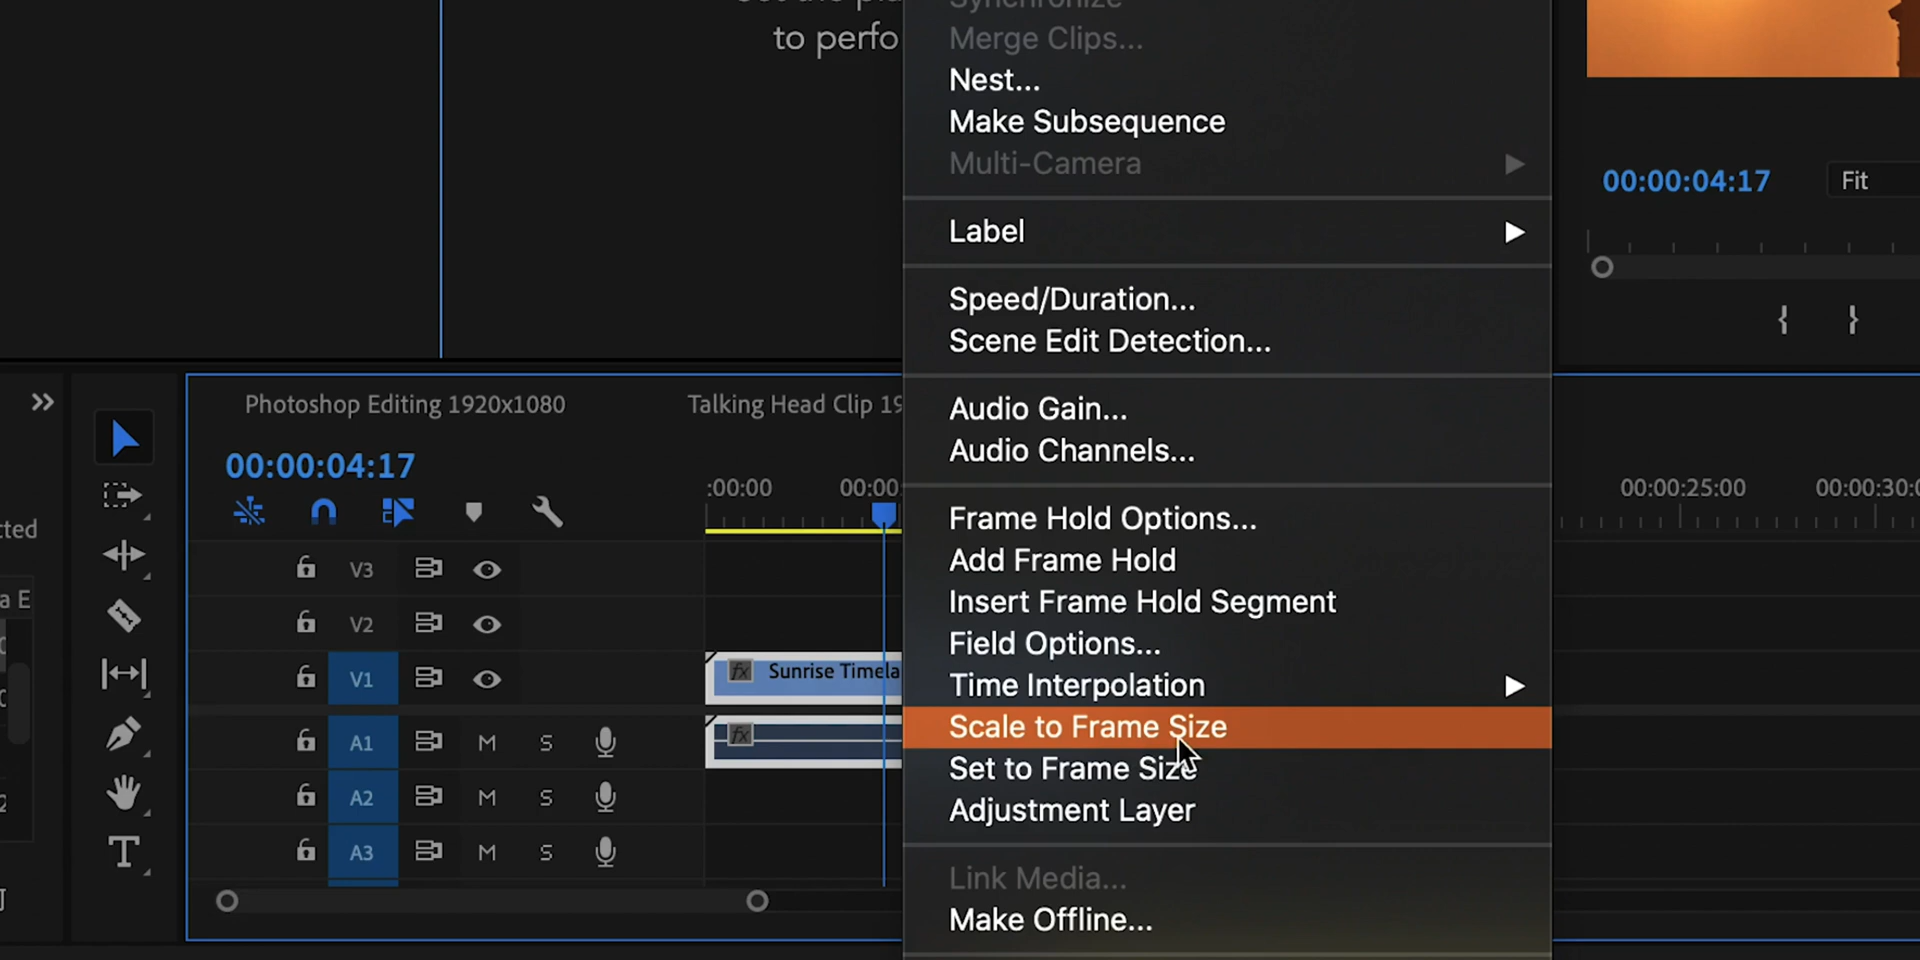 to perfo
Synchronize
Merge Clips...
Nest...
Make Subsequence
Multi-Camera
Label
Speed/Duration...
Scene Edit Detection...
Audio Gain...
Audio Channels...
Frame Hold Options...
Add Frame Hold
Insert Frame Hold Segment
Field Options...
Time Interpolation
Scale to Frame Size
Set to Frame Size
Adjustment Layer
Link Media...
Make Offline...
00:00:04:17 Fit
Photoshop Editing 1920x1080 Talking Head Clip 19
00:00:04:17
:00:00 00:00: 00:00:25:00 00:00:30:0
V3
V2
V1 fx Sunrise Timela
A1 M S fx
A2 M S
A3 M S
tted
a E